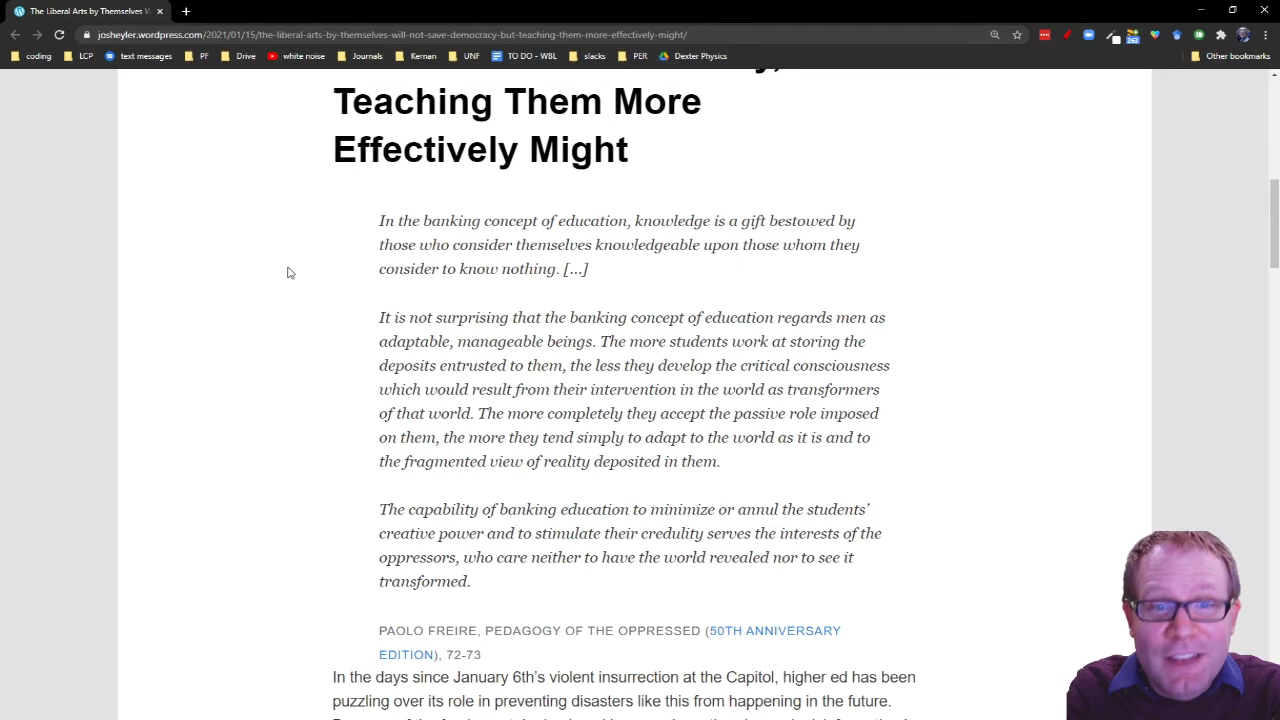 The Liberal Arts by Themselves W
josheyler.wordpress.com/2021/01/15/the-liberal-arts-by-themselves-will-not-save-democracy-but-teaching-them-more-effectively-might/
262
coding LCP text messages PF Drive white noise Journals Kernan UNF TO DO - WBL slacks PER Dexter Pygments
Other bookmarks
Teaching Them More
Effectively Might
In the banking concept of education, knowledge is a gift bestowed by
those who consider themselves knowledgeable upon those whom they
consider to know nothing. […]
It is not surprising that the banking concept of education regards men as
adaptable, manageable beings. The more students work at storing the
deposits entrusted to them, the less they develop the critical consciousness
which would result from their intervention in the world as transformers
of that world. The more completely they accept the passive role imposed
on them, the more they tend simply to adapt to the world as it is and to
the fragmented view of reality deposited in them.
The capability of banking education to minimize or annul the students’
creative power and to stimulate their credulity serves the interests of the
oppressors, who care neither to have the world revealed nor to see it
transformed.
PAOLO FREIRE, PEDAGOGY OF THE OPPRESSED (50TH ANNIVERSARY
EDITION), 72-73
In the days since January 6th’s violent insurrection at the Capitol, higher ed has been
puzzling over its role in preventing disasters like this from happening in the future.